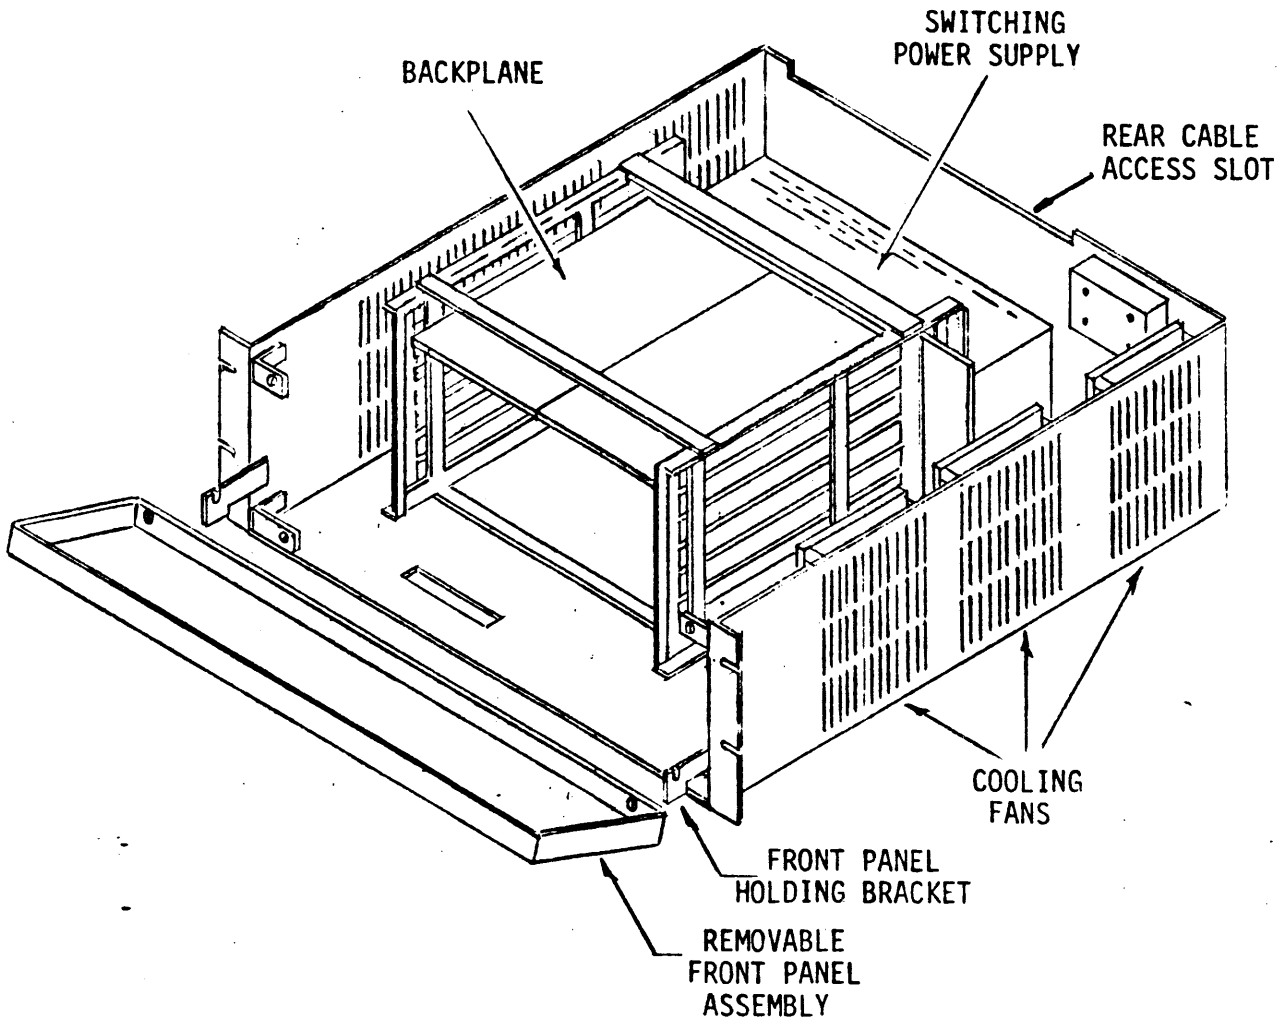 SWITCHING
POWER SUPPLY
BACKPLANE
REAR CABLE
ACCESS SLOT
COOLING
FANS
FRONT PANEL
HOLDING BRACKET
REMOVABLE
FRONT PANEL
ASSEMBLY